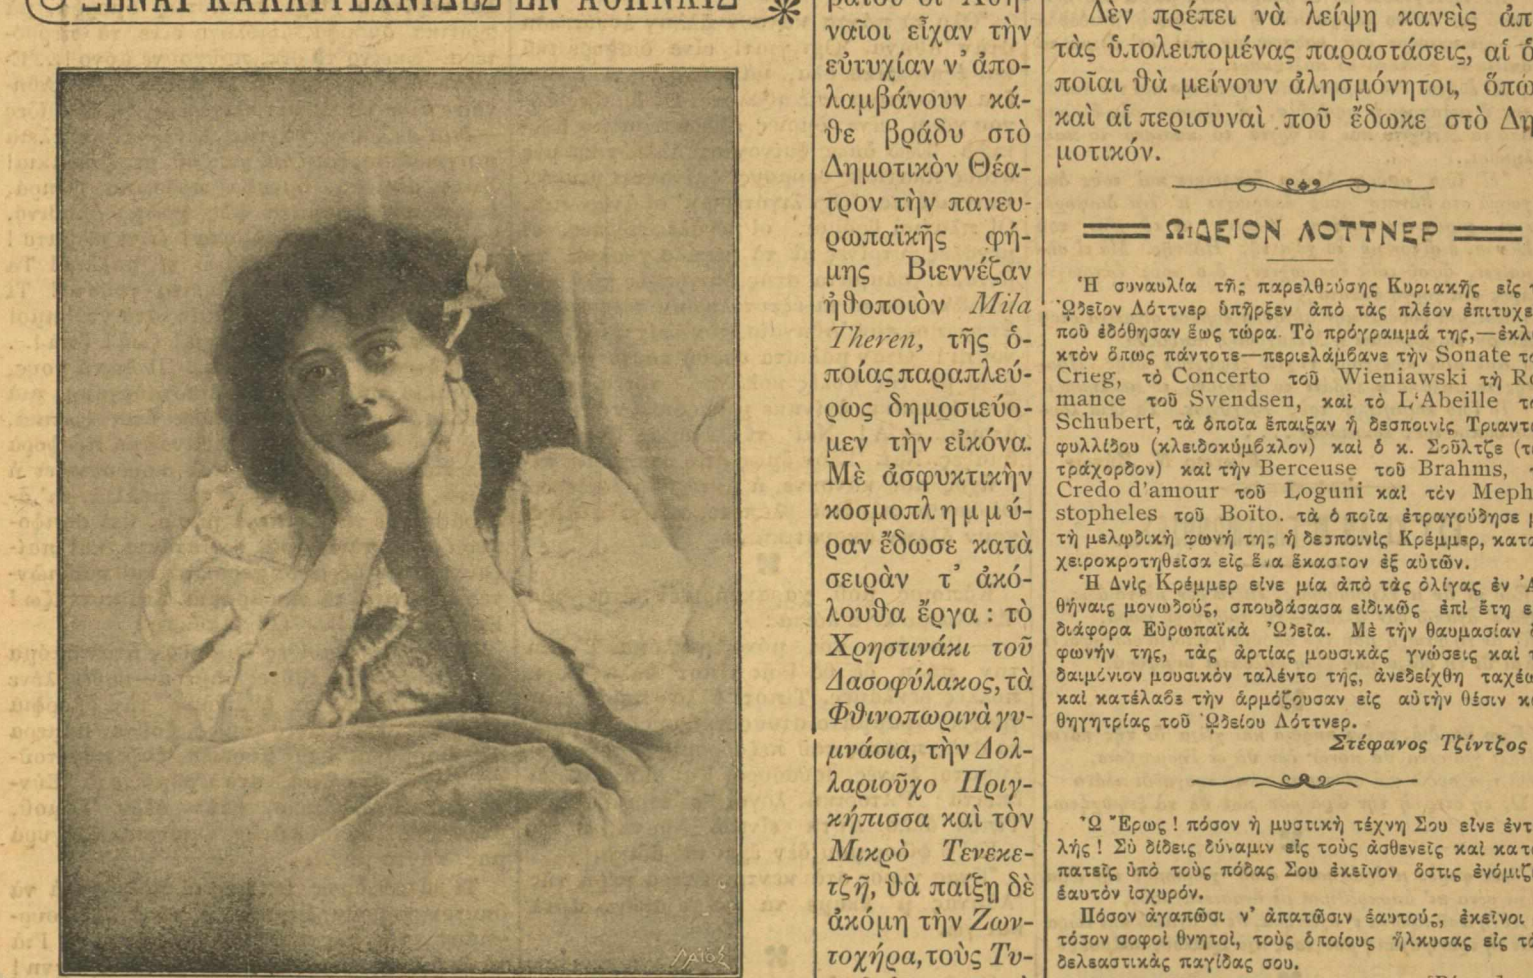 ΞΕΝΑΙ ΚΑΛΛΙΤΕΧΝΙΔΕΣ ΕΝ ΑΘΗΝΑΙΣ
ναῖοι εἶχαν τὴν
εὐτυχίαν ν' ἀπο-
λαμβάνουν κά-
θε βράδυ στὸ
Δημοτικὸν Θέα-
τρον τὴν πανευ-
ρωπαϊκῆς φή-
μης Βιεννέζαν
ἠθοποιὸν Mila
Theren, τῆς ὁ-
ποίας παραπλεύ-
ρως δημοσιεύο-
μεν τὴν εἰκόνα.
Μὲ ἀσφυκτικὴν
κοσμοπλημμύ-
ραν ἔδωσε κατὰ
σειρὰν τ' ἀκό-
λουθα ἔργα : τὸ
Χρηστινάκι τοῦ
Δασοφύλακος, τὰ
Φθινοπωρινὰ γυ-
μνάσια, τὴν Δολ-
λαριοῦχο Πριγ-
κήπισσα καὶ τὸν
Μικρὸ Τενεκε-
τζῆ, θὰ παίξῃ δὲ
ἀκόμη τὴν Ζων-
τοχήρα, τοὺς Τυ-
Δὲν πρέπει νὰ λείψῃ κανεὶς ἀπ
τὰς ὑπολειπομένας παραστάσεις, αἱ ὁ
ποῖαι θὰ μείνουν ἀλησμόνητοι, ὅπω
καὶ αἱ περισυναὶ ποῦ ἔδωκε στὸ Δη
μοτικόν.
ΩΔΕΙΟΝ ΛΟΤΤΝΕΡ
Ἡ συναυλία τῆς παρελθούσης Κυριακῆς εἰς τ
Ὠδεῖον Λόττνερ ὑπῆρξεν ἀπὸ τὰς πλέον ἐπιτυχε
ποῦ ἐδόθησαν ἕως τώρα. Τὸ πρόγραμμά της,—ἐκλ
κτὸν ὅπως πάντοτε—περιελάμβανε τὴν Sonate τ
Crieg, τὸ Concerto τοῦ Wieniawski τὴ R
mance τοῦ Svendsen, καὶ τὸ L'Abeille τ
Schubert, τὰ ὁποῖα ἔπαιξαν ἡ δεσποινὶς Τριαντ
φυλλίδου (κλειδοκύμβαλον) καὶ ὁ κ. Σοῦλτζε (τ
τράχορδον) καὶ τὴν Berceuse τοῦ Brahms,
Credo d'amour τοῦ Loguni καὶ τὸν Meph
stopheles τοῦ Boïto. τὰ ὁποῖα ἐτραγούδησε μ
τὴ μελῳδικὴ φωνή της ἡ δεσποινὶς Κρέμμερ, κατα
χειροκροτηθεῖσα εἰς ἕνα ἕκαστον ἐξ αὐτῶν.
Ἡ Δνὶς Κρέμμερ εἶνε μία ἀπὸ τὰς ὀλίγας ἐν Ἀ
θήναις μονῳδούς, σπουδάσασα εἰδικῶς ἐπὶ ἔτη ε
διάφορα Εὐρωπαϊκὰ Ὠδεῖα. Μὲ τὴν θαυμασίαν
φωνήν της, τὰς ἀρτίας μουσικὰς γνώσεις καὶ τ
δαιμόνιον μουσικὸν ταλέντο τής, ἀνεδείχθη ταχέω
καὶ κατέλαβε τὴν ἁρμόζουσαν εἰς αὐτὴν θέσιν κ
θηγητρίας τοῦ Ὠδείου Λόττνερ.
Στέφανος Τζίντζος
Ὦ Ἔρως ! πόσον ἡ μυστικὴ τέχνη Σου εἶνε ἐντ
λής ! Σὺ δίδεις δύναμιν εἰς τοὺς ἀσθενεῖς καὶ κατ
πατεῖς ὑπὸ τοὺς πόδας Σου ἐκεῖνον ὅστις ἐνόμιζ
ἑαυτὸν ἰσχυρόν.
Πόσον ἀγαπῶσι ν' ἀπατῶσιν ἑαυτούς, ἐκεῖνοι
τόσον σοφοὶ θνητοί, τοὺς ὁποίους ἥλκυσας εἰς τ
δελεαστικὰς παγίδας σου.